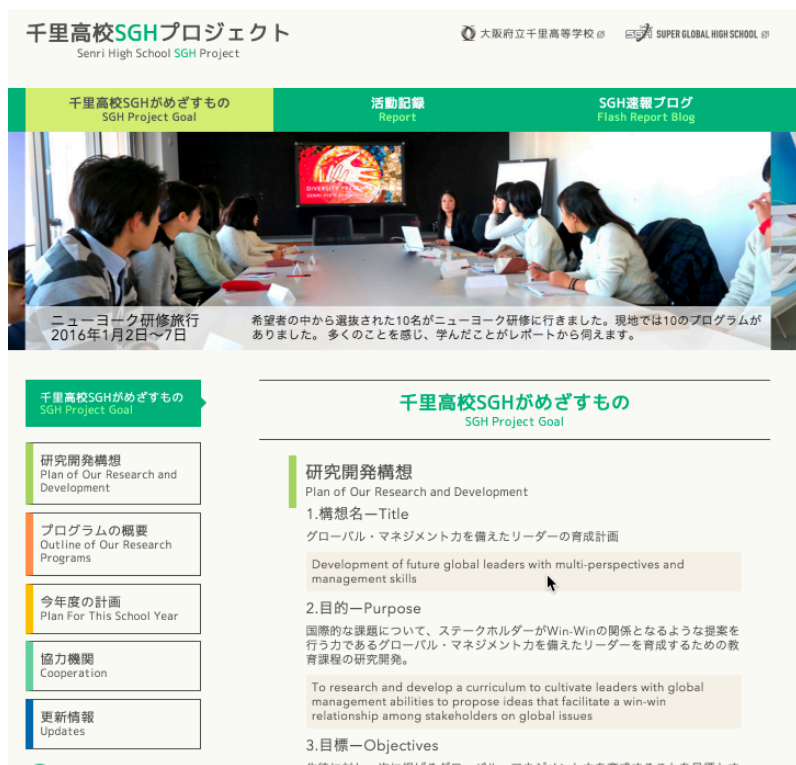 千里高校SGHプロジェクト
Senri High School SGH Project
大阪府立千里高等学校
SGH SUPER GLOBAL HIGH SCHOOL
千里高校SGHがめざすもの
SGH Project Goal
活動記録
Report
SGH速報ブログ
Flash Report Blog
ニューヨーク研修旅行
2016年1月2日〜7日
希望者の中から選抜された10名がニューヨーク研修に行きました。現地では10のプログラムが
ありました。 多くのことを感じ、学んだことがレポートから伺えます。
千里高校SGHがめざすもの
SGH Project Goal
研究開発構想
Plan of Our Research and
Development
プログラムの概要
Outline of Our Research
Programs
今年度の計画
Plan For This School Year
協力機関
Cooperation
更新情報
Updates
千里高校SGHがめざすもの
SGH Project Goal
研究開発構想
Plan of Our Research and Development
1.構想名ーTitle
グローバル・マネジメント力を備えたリーダーの育成計画
Development of future global leaders with multi-perspectives and
management skills
2.目的ーPurpose
国際的な課題について、ステークホルダーがWin-Winの関係となるような提案を
行う力であるグローバル・マネジメント力を備えたリーダーを育成するための教
育課程の研究開発。
To research and develop a curriculum to cultivate leaders with global
management abilities to propose ideas that facilitate a win-win
relationship among stakeholders on global issues
3.目標ーObjectives